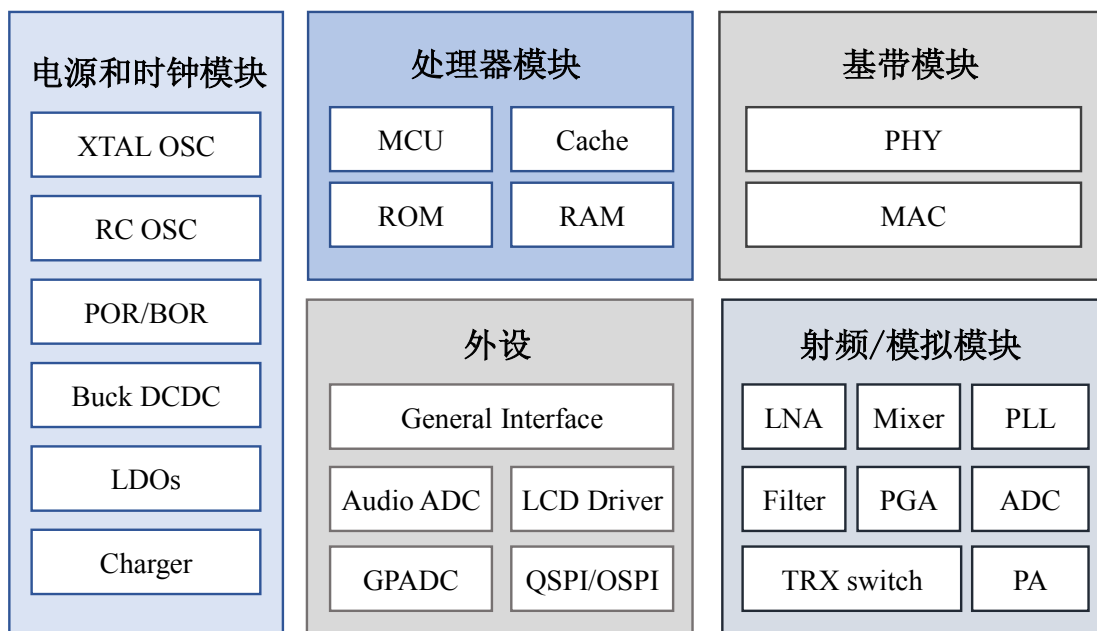 电源和时钟模块
XTAL OSC
RC OSC
POR/BOR
Buck DCDC
LDOs
Charger
处理器模块
MCU
Cache
ROM
RAM
基带模块
PHY
MAC
外设
General Interface
Audio ADC
LCD Driver
GPADC
QSPI/OSPI
射频/模拟模块
LNA
Mixer
PLL
Filter
PGA
ADC
TRX switch
PA